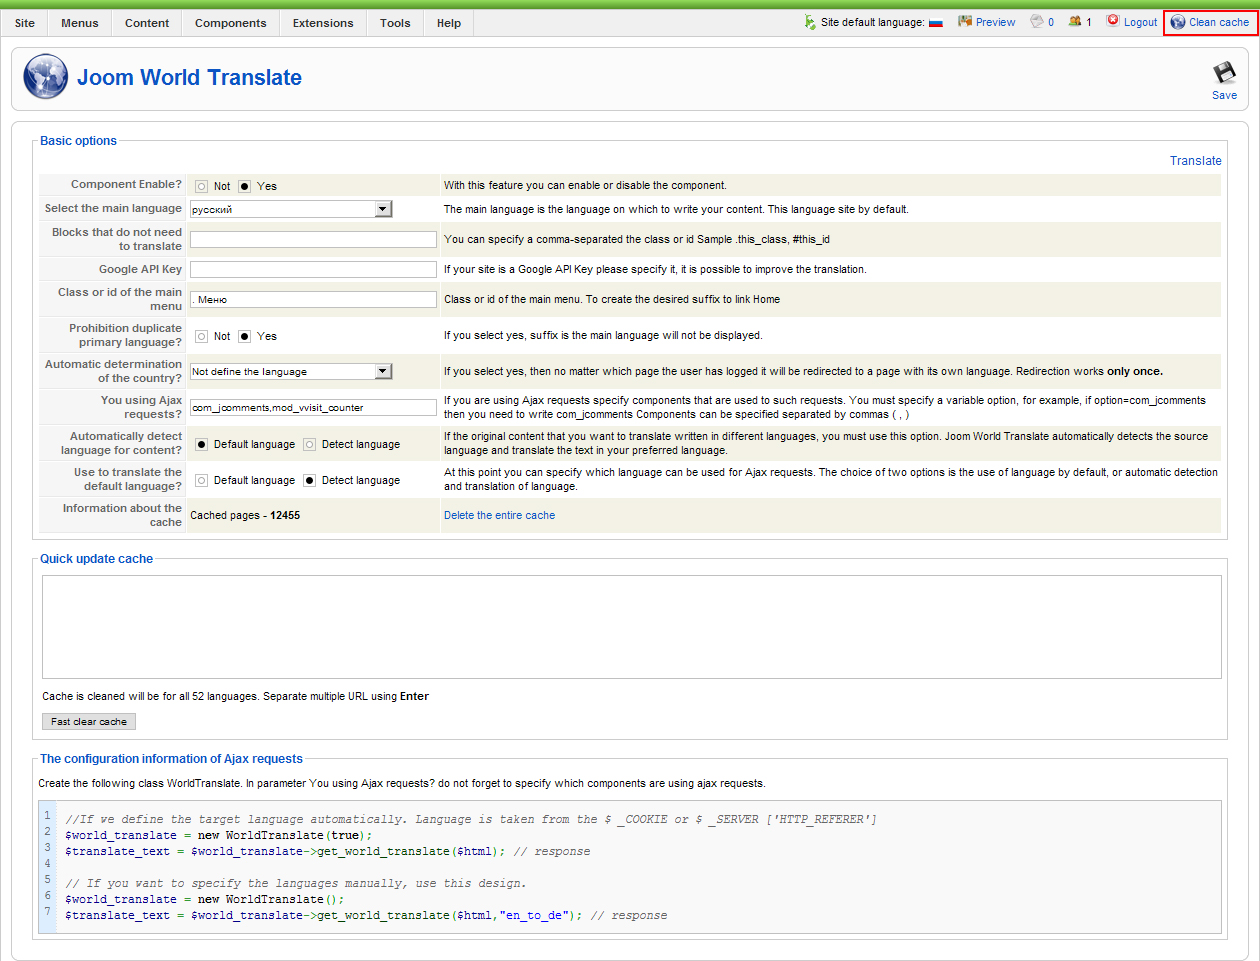 Site Menus Content Components Extensions Tools Help Site default language: Preview 0 1 Logout Clean cache
Joom World Translate
Save
Basic options
Translate
Component Enable? Not Yes With this feature you can enable or disable the component.
Select the main language русский The main language is the language on which to write your content. This language site by default.
Blocks that do not need
to translate
You can specify a comma-separated the class or id Sample .this_class, #this_id
Google API Key If your site is a Google API Key please specify it, it is possible to improve the translation.
Class or id of the main
menu
. Меню
Class or id of the main menu. To create the desired suffix to link Home
Prohibition duplicate
primary language?
Not Yes
If you select yes, suffix is the main language will not be displayed.
Automatic determination
of the country?
Not define the language
If you select yes, then no matter which page the user has logged it will be redirected to a page with its own language. Redirection works only once.
You using Ajax
requests?
com_jcomments,mod_vvisit_counter
If you are using Ajax requests specify components that are used to such requests. You must specify a variable option, for example, if option=com_jcomments
then you need to write com_jcomments Components can be specified separated by commas ( , )
Automatically detect
language for content?
Default language Detect language
If the original content that you want to translate written in different languages, you must use this option. Joom World Translate automatically detects the source
language and translate the text in your preferred language.
Use to translate the
default language?
Default language Detect language
At this point you can specify which language can be used for Ajax requests. The choice of two options is the use of language by default, or automatic detection
and translation of language.
Information about the
cache
Cached pages - 12455
Delete the entire cache
Quick update cache
Cache is cleaned will be for all 52 languages. Separate multiple URL using Enter
Fast clear cache
The configuration information of Ajax requests
Create the following class WorldTranslate. In parameter You using Ajax requests? do not forget to specify which components are using ajax requests.
1 //If we define the target language automatically. Language is taken from the $ _COOKIE or $ _SERVER ['HTTP_REFERER']
2 $world_translate = new WorldTranslate(true);
3 $translate_text = $world_translate->get_world_translate($html); // response
4
5 // If you want to specify the languages manually, use this design.
6 $world_translate = new WorldTranslate();
7 $translate_text = $world_translate->get_world_translate($html,"en_to_de"); // response